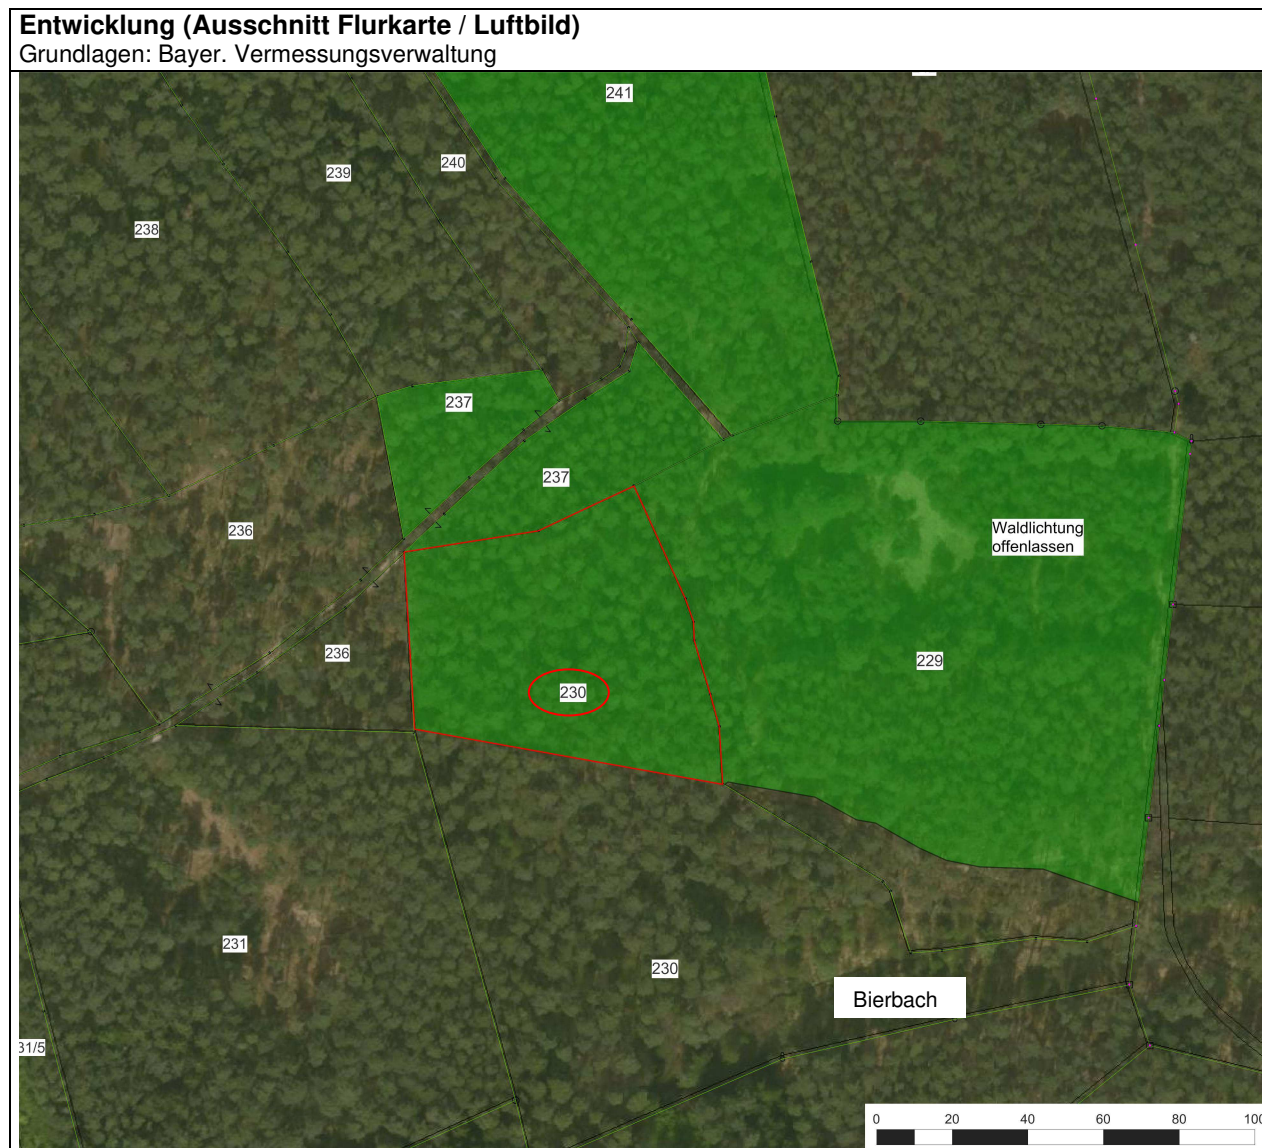 Entwicklung (Ausschnitt Flurkarte / Luftbild)
Grundlagen: Bayer. Vermessungsverwaltung
241
240
239
238
237
237
236
Waldlichtung
offenlassen
236
229
230
231
230
Bierbach
31/5
0 20 40 60 80 100